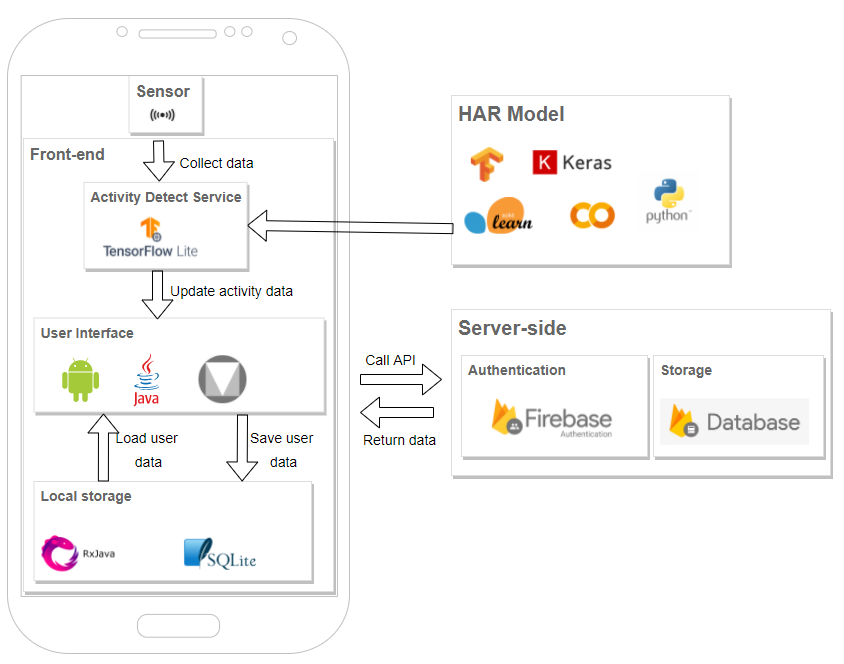 Sensor
Front-end
Collect data
Activity Detect Service
TensorFlow Lite
Update activity data
User Interface
Java
Load user
data
Save user
data
Local storage
RxJava
SQLite
HAR Model
K Keras
learn
python
Call API
Return data
Server-side
Authentication
Firebase
Authentication
Storage
Database